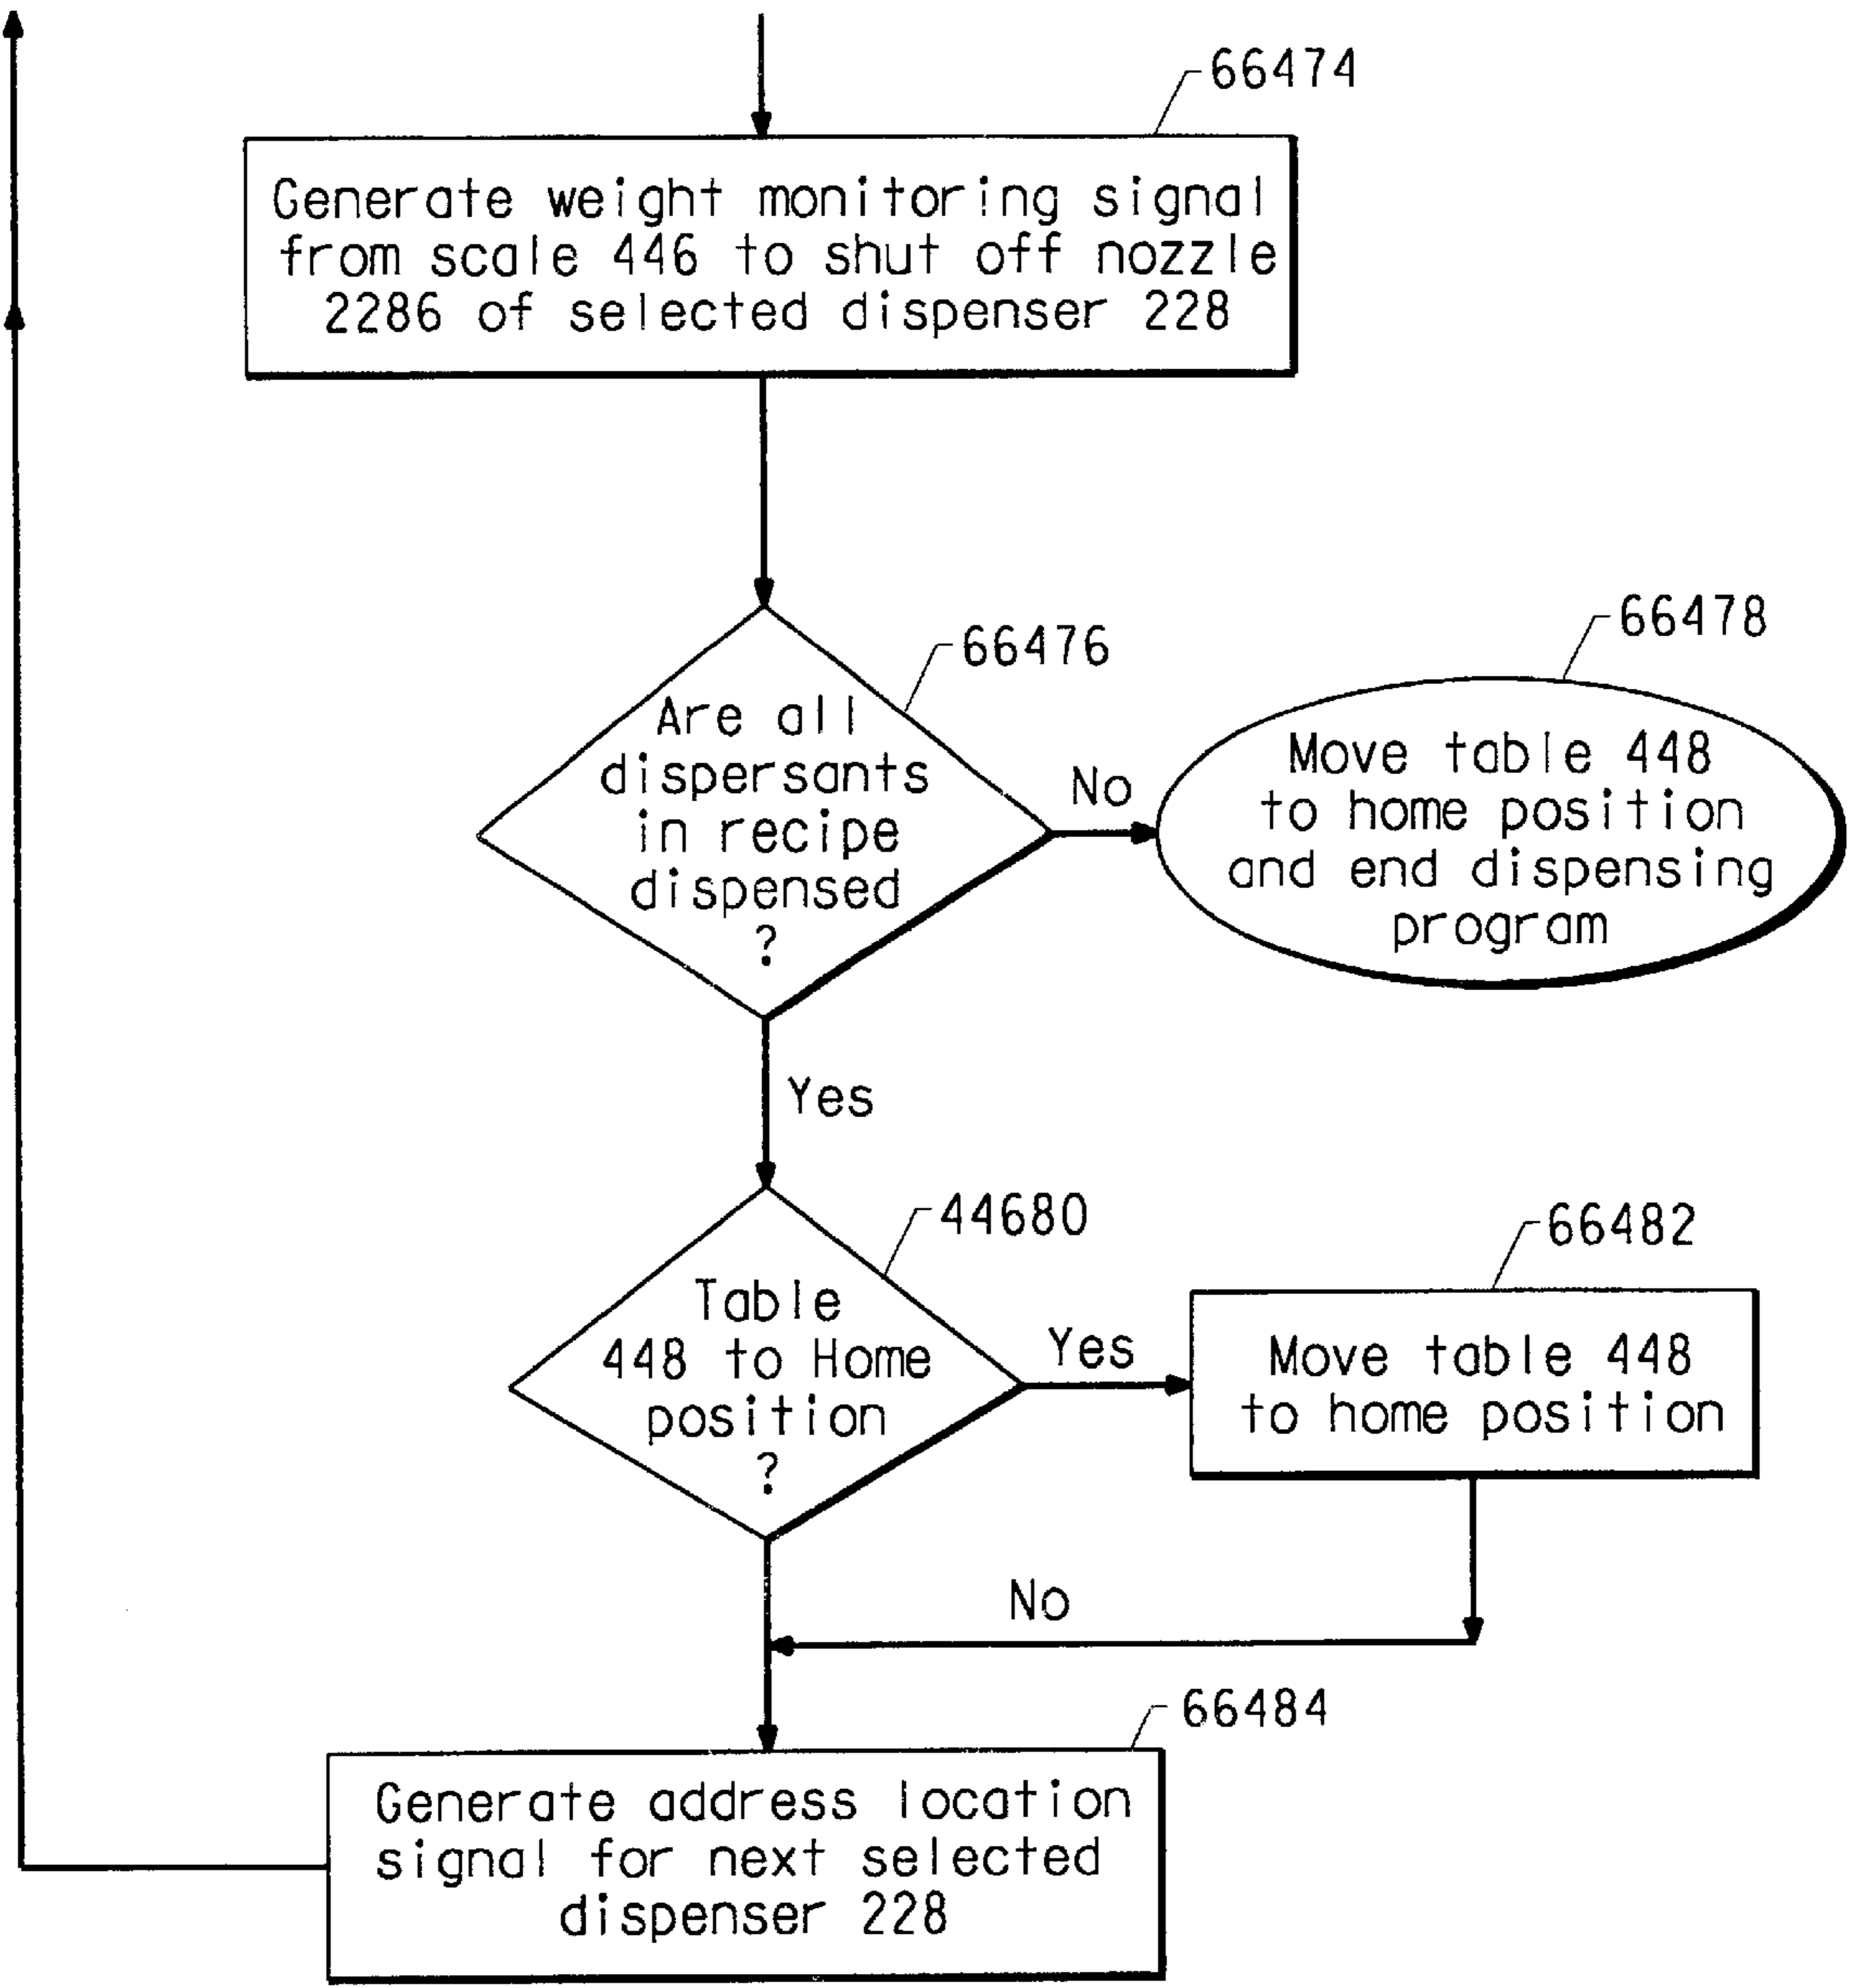 66474
Generate weight monitoring signal
from scale 446 to shut off nozzle
2286 of selected dispenser 228
66476
Are all
dispersants
in recipe
dispensed
?
No
66478
Move table 448
to home position
and end dispensing
program
Yes
44680
Table
448 to Home
position
?
Yes
66482
Move table 448
to home position
No
66484
Generate address location
signal for next selected
dispenser 228